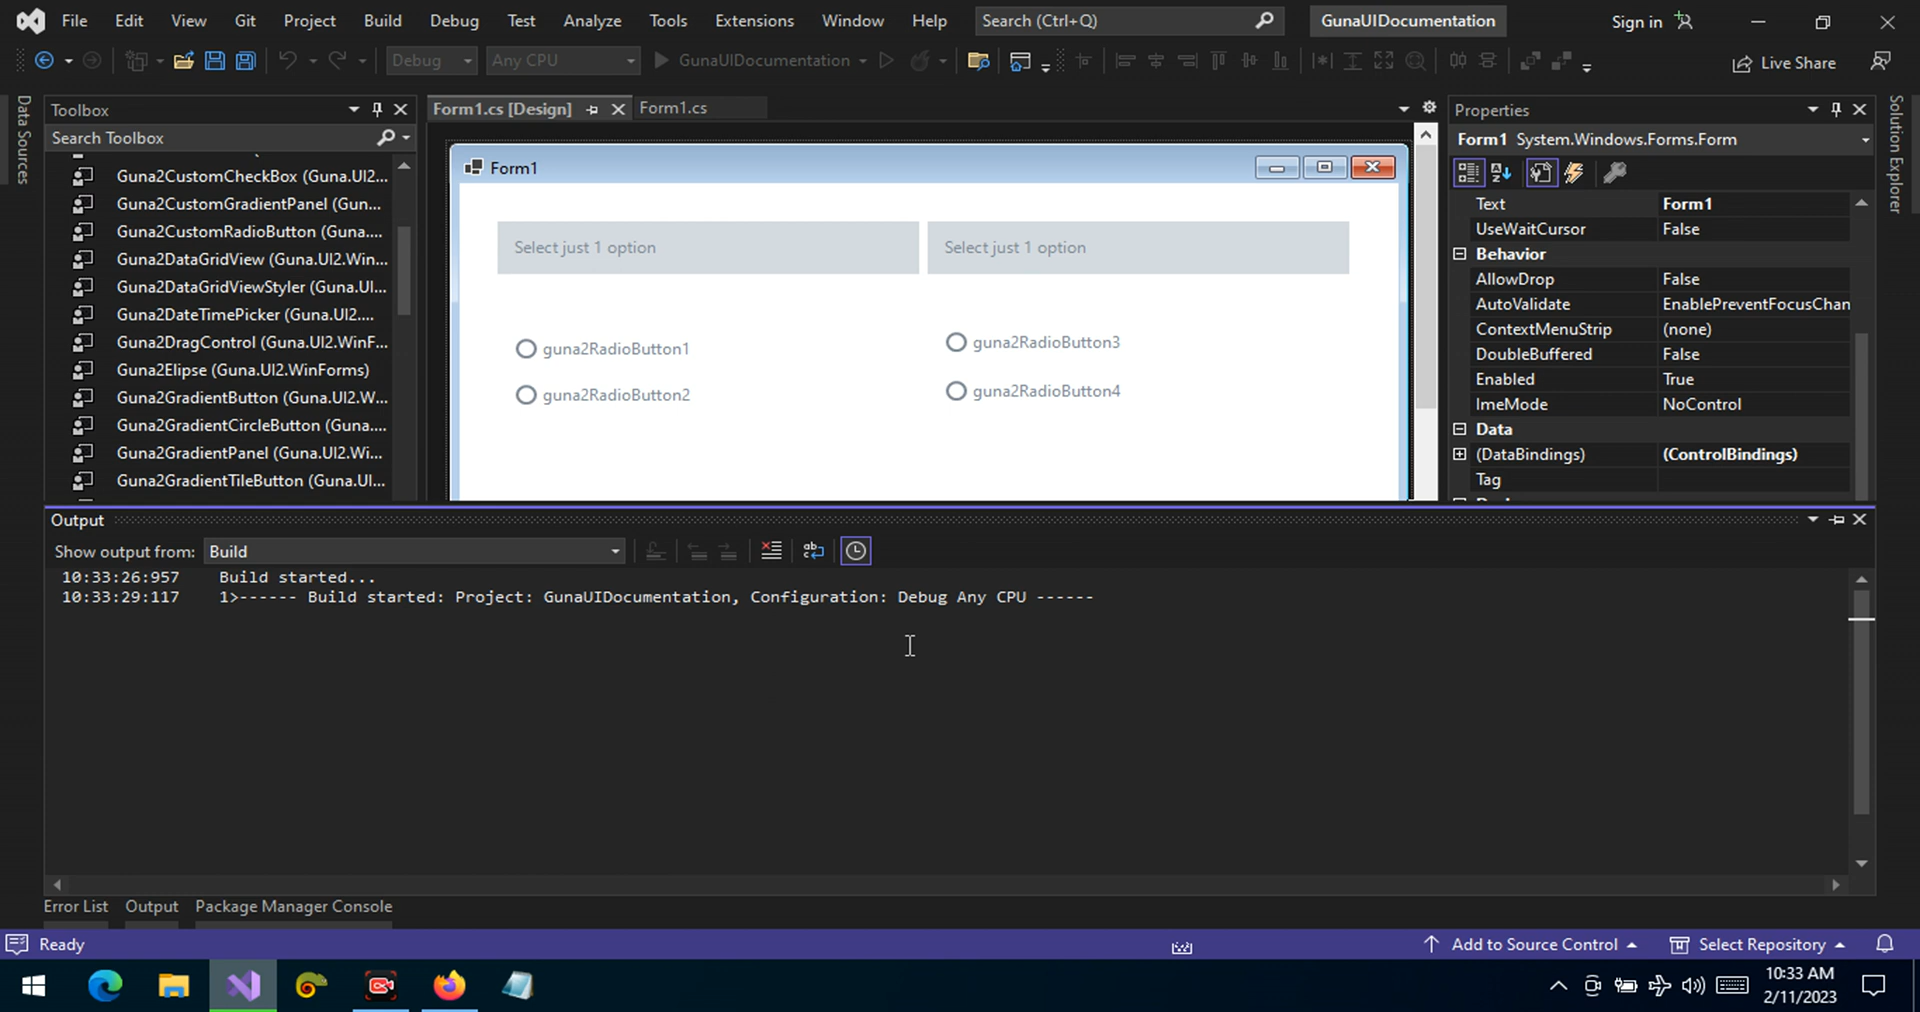 File Edit View Git Project Build Debug Test Analyze Tools Extensions Window Help Search (Ctrl+Q) GunaUIDocumentation Sign in
Debug Any CPU GunaUIDocumentation Live Share
Data Sources
Toolbox
Search Toolbox
Guna2CustomCheckBox (Guna.UI2...
Guna2CustomGradientPanel (Gun...
Guna2CustomRadioButton (Guna....
Guna2DataGridView (Guna.UI2.Win...
Guna2DataGridViewStyler (Guna.UI...
Guna2DateTimePicker (Guna.UI2....
Guna2DragControl (Guna.UI2.WinF...
Guna2Elipse (Guna.UI2.WinForms)
Guna2GradientButton (Guna.UI2.W...
Guna2GradientCircleButton (Guna....
Guna2GradientPanel (Guna.UI2.Wi...
Guna2GradientTileButton (Guna.UI...
Form1.cs [Design] Form1.cs
Form1
Select just 1 option Select just 1 option
guna2RadioButton1 guna2RadioButton3
guna2RadioButton2 guna2RadioButton4
Properties
Form1 System.Windows.Forms.Form
Text Form1
UseWaitCursor False
Behavior
AllowDrop False
AutoValidate EnablePreventFocusChan
ContextMenuStrip (none)
DoubleBuffered False
Enabled True
ImeMode NoControl
Data
(DataBindings) (ControlBindings)
Tag
Solution Explorer
Output
Show output from: Build
10:33:26:957 Build started...
10:33:29:117 1>------ Build started: Project: GunaUIDocumentation, Configuration: Debug Any CPU ------
Error List Output Package Manager Console
Ready Add to Source Control Select Repository
10:33 AM
2/11/2023